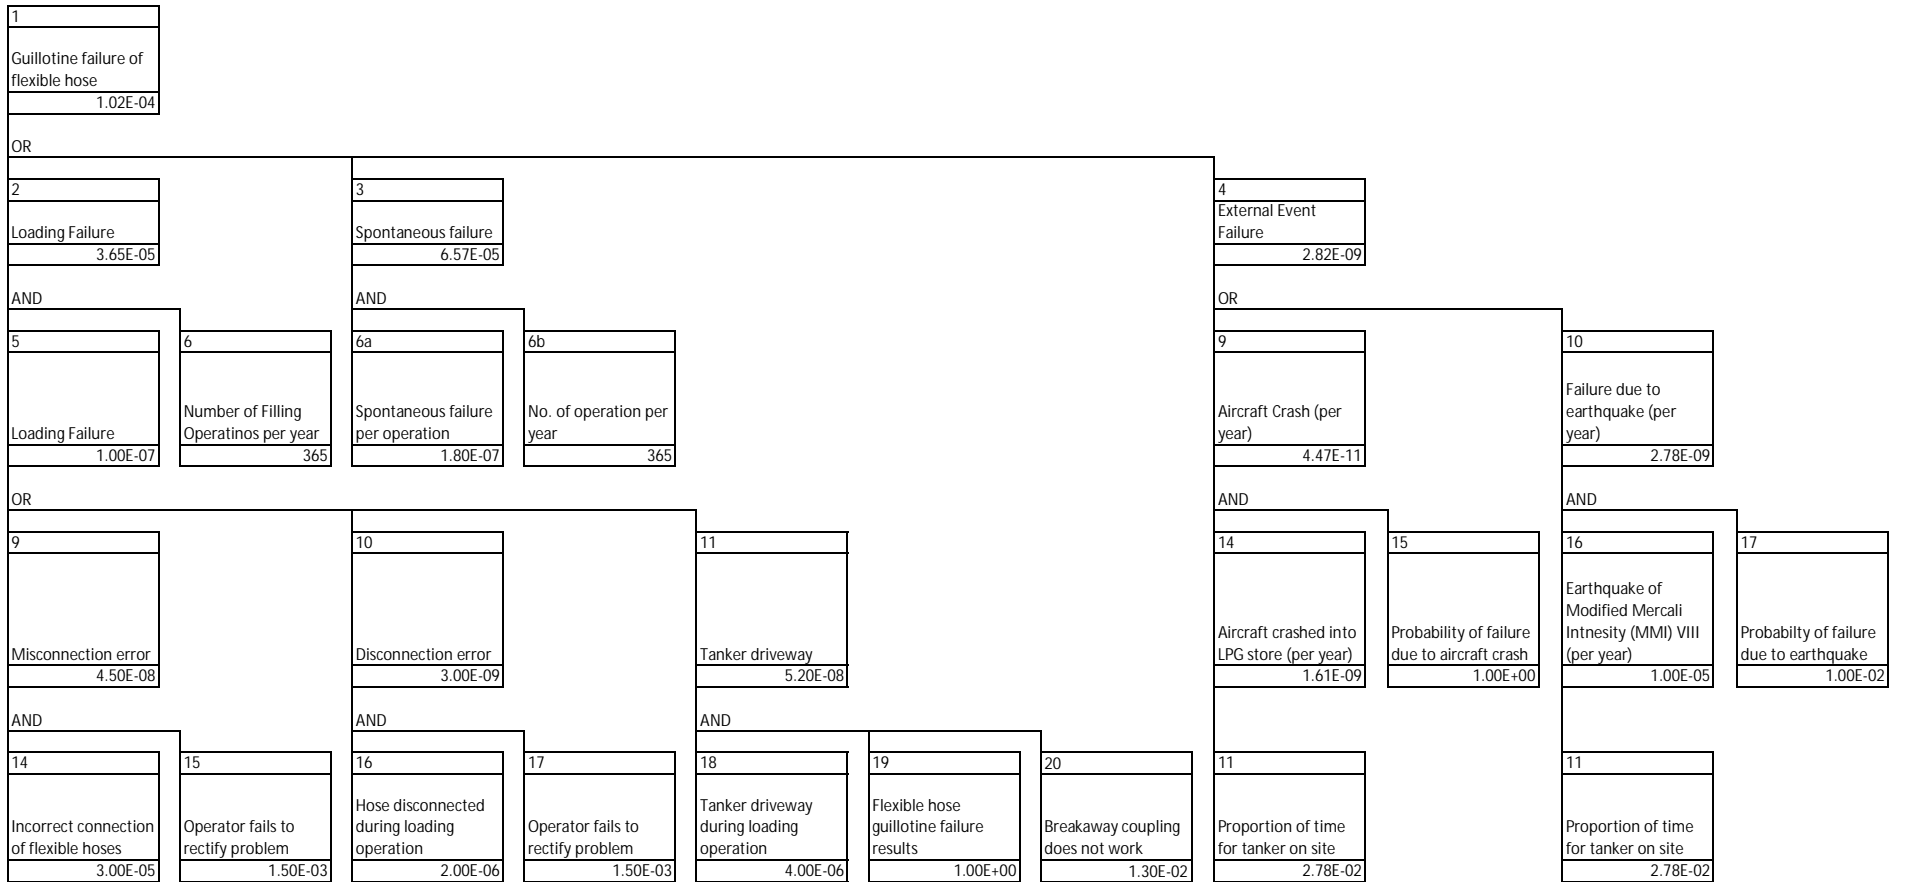 1
Guillotine failure of
flexible hose
1.02E-04
OR
2
Loading Failure
3.65E-05
3
Spontaneous failure
6.57E-05
4
External Event
Failure
2.82E-09
AND
AND
OR
5
Loading Failure
1.00E-07
6
Number of Filling
Operatinos per year
365
6a
Spontaneous failure
per operation
1.80E-07
6b
No. of operation per
year
365
9
Aircraft Crash (per
year)
4.47E-11
10
Failure due to
earthquake (per
year)
2.78E-09
OR
AND
AND
9
Misconnection error
4.50E-08
10
Disconnection error
3.00E-09
11
Tanker driveway
5.20E-08
14
Aircraft crashed into
LPG store (per year)
1.61E-09
15
Probability of failure
due to aircraft crash
1.00E+00
16
Earthquake of
Modified Mercali
Intnesity (MMI) VIII
(per year)
1.00E-05
17
Probabilty of failure
due to earthquake
1.00E-02
AND
AND
AND
14
Incorrect connection
of flexible hoses
3.00E-05
15
Operator fails to
rectify problem
1.50E-03
16
Hose disconnected
during loading
operation
2.00E-06
17
Operator fails to
rectify problem
1.50E-03
18
Tanker driveway
during loading
operation
4.00E-06
19
Flexible hose
guillotine failure
results
1.00E+00
20
Breakaway coupling
does not work
1.30E-02
11
Proportion of time
for tanker on site
2.78E-02
11
Proportion of time
for tanker on site
2.78E-02